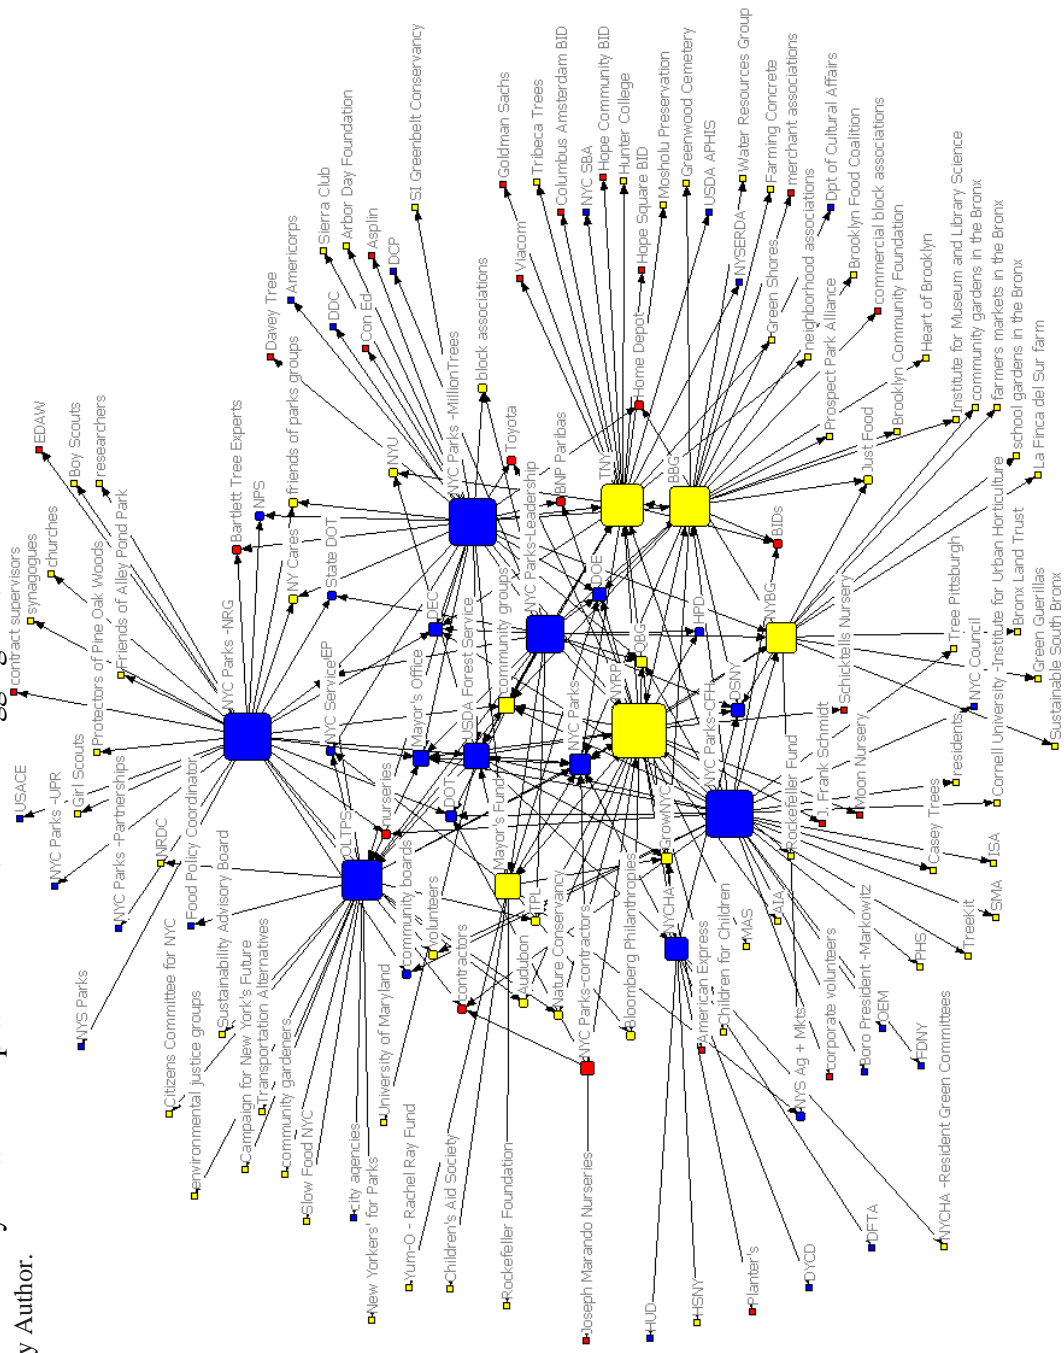 y Author.
contract supervisors
synagogues
churches
EDAW
Boy Scouts
researchers
USACE
NYC Parks -UPR
Girl Scouts
Protectors of Pine Oak Woods
Friends of Alley Pond Park
NYC Parks -Partnerships
NRDC
Food Policy Coordinator
NYS Parks
NYC Parks -NRG
Bartlett Tree Experts
NPS
friends of parks groups
NY Cares
State DOT
Davey Tree
Americorps
Sierra Club
Arbor Day Foundation
DDC
Con Ed
Asplin
DCP
SI Greenbelt Conservancy
NYU
NYC Parks -MillionTrees
block associations
Toyota
Goldman Sachs
Viacom
Tribeca Trees
Columbus Amsterdam BID
NYC SBA
Hope Community BID
Hunter College
Hope Square BID
Home Depot
Mosholu Preservation
Greenwood Cemetery
USDA APHIS
NYSERDA
Water Resources Group
Farming Concrete
merchant associations
Green Shores
neighborhood associations
Dpt of Cultural Affairs
Brooklyn Food Coalition
Prospect Park Alliance
commercial block associations
Brooklyn Community Foundation
Heart of Brooklyn
Just Food
Institute for Museum and Library Science
community gardens in the Bronx
farmers markets in the Bronx
school gardens in the Bronx
La Finca del Sur farm
BNP Paribas
TNY
BBG
BIDs
NYBG
DOE
HPD
QBG
NYRP
DSNY
NYC Parks-Leadership
community groups
DEC
USDA Forest Service
Mayor's Office
NYC Service
NYC Parks
DOT
nurseries
OLTPS
Mayor's Fund
community boards
volunteers
contractors
TPL
Audubon
Nature Conservancy
NYC Parks-contractors
Bloomberg Philanthropies
GrowNYC
NYC Parks-CFH
NYCHA
Rockefeller Fund
J. Frank Schmidt
Moon Nursery
Schicktells Nursery
Tree Pittsburgh
NYC Council
Cornell University -Institute for Urban Horticulture
Bronx Land Trust
Green Guerillas
Sustainable South Bronx
residents
Casey Trees
ISA
SMA
TreeKit
PHS
AIA
MAS
Children for Children
American Express
NYS Ag + Mkts
corporate volunteers
Boro President -Markowitz
OEM
FDNY
NYCHA -Resident Green Committees
DFTA
DYCD
Planter's
HSNY
HUD
Joseph Marando Nurseries
Rockefeller Foundation
Children's Aid Society
Yum-O - Rachel Ray Fund
New Yorkers' for Parks
city agencies
University of Maryland
Slow Food NYC
community gardeners
Transportation Alternatives
Campaign for New York's Future
environmental justice groups
Citizens Committee for NYC
Sustainability Advisory Board